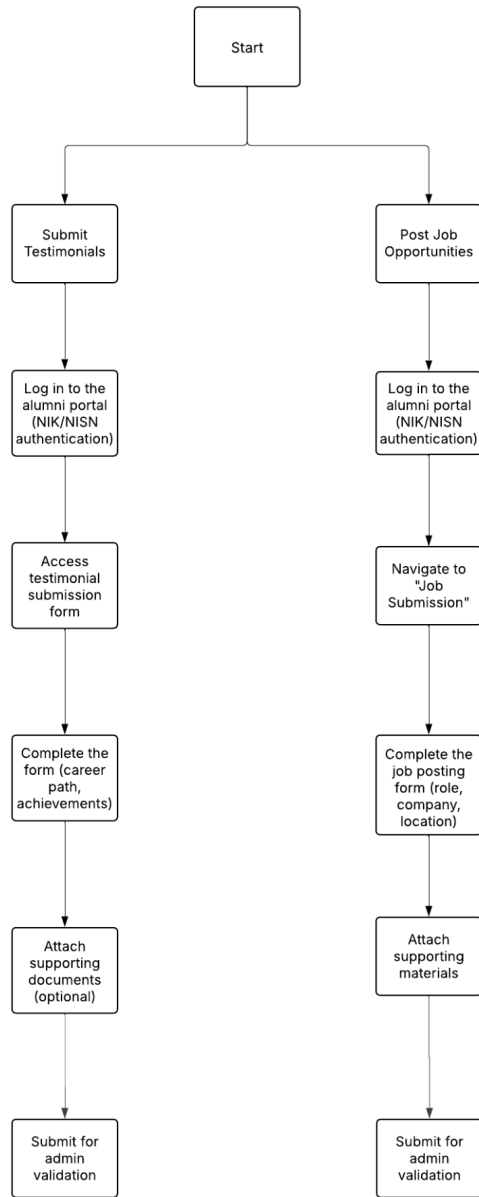 Start
Submit
Testimonials
Post Job
Opportunities
Log in to the
alumni portal
(NIK/NISN
authentication)
Log in to the
alumni portal
(NIK/NISN
authentication)
Access
testimonial
submission
form
Navigate to
"Job
Submission"
Complete the
form (career
path,
achievements)
Complete the
job posting
form (role,
company,
location)
Attach
supporting
documents
(optional)
Attach
supporting
materials
Submit for
admin
validation
Submit for
admin
validation